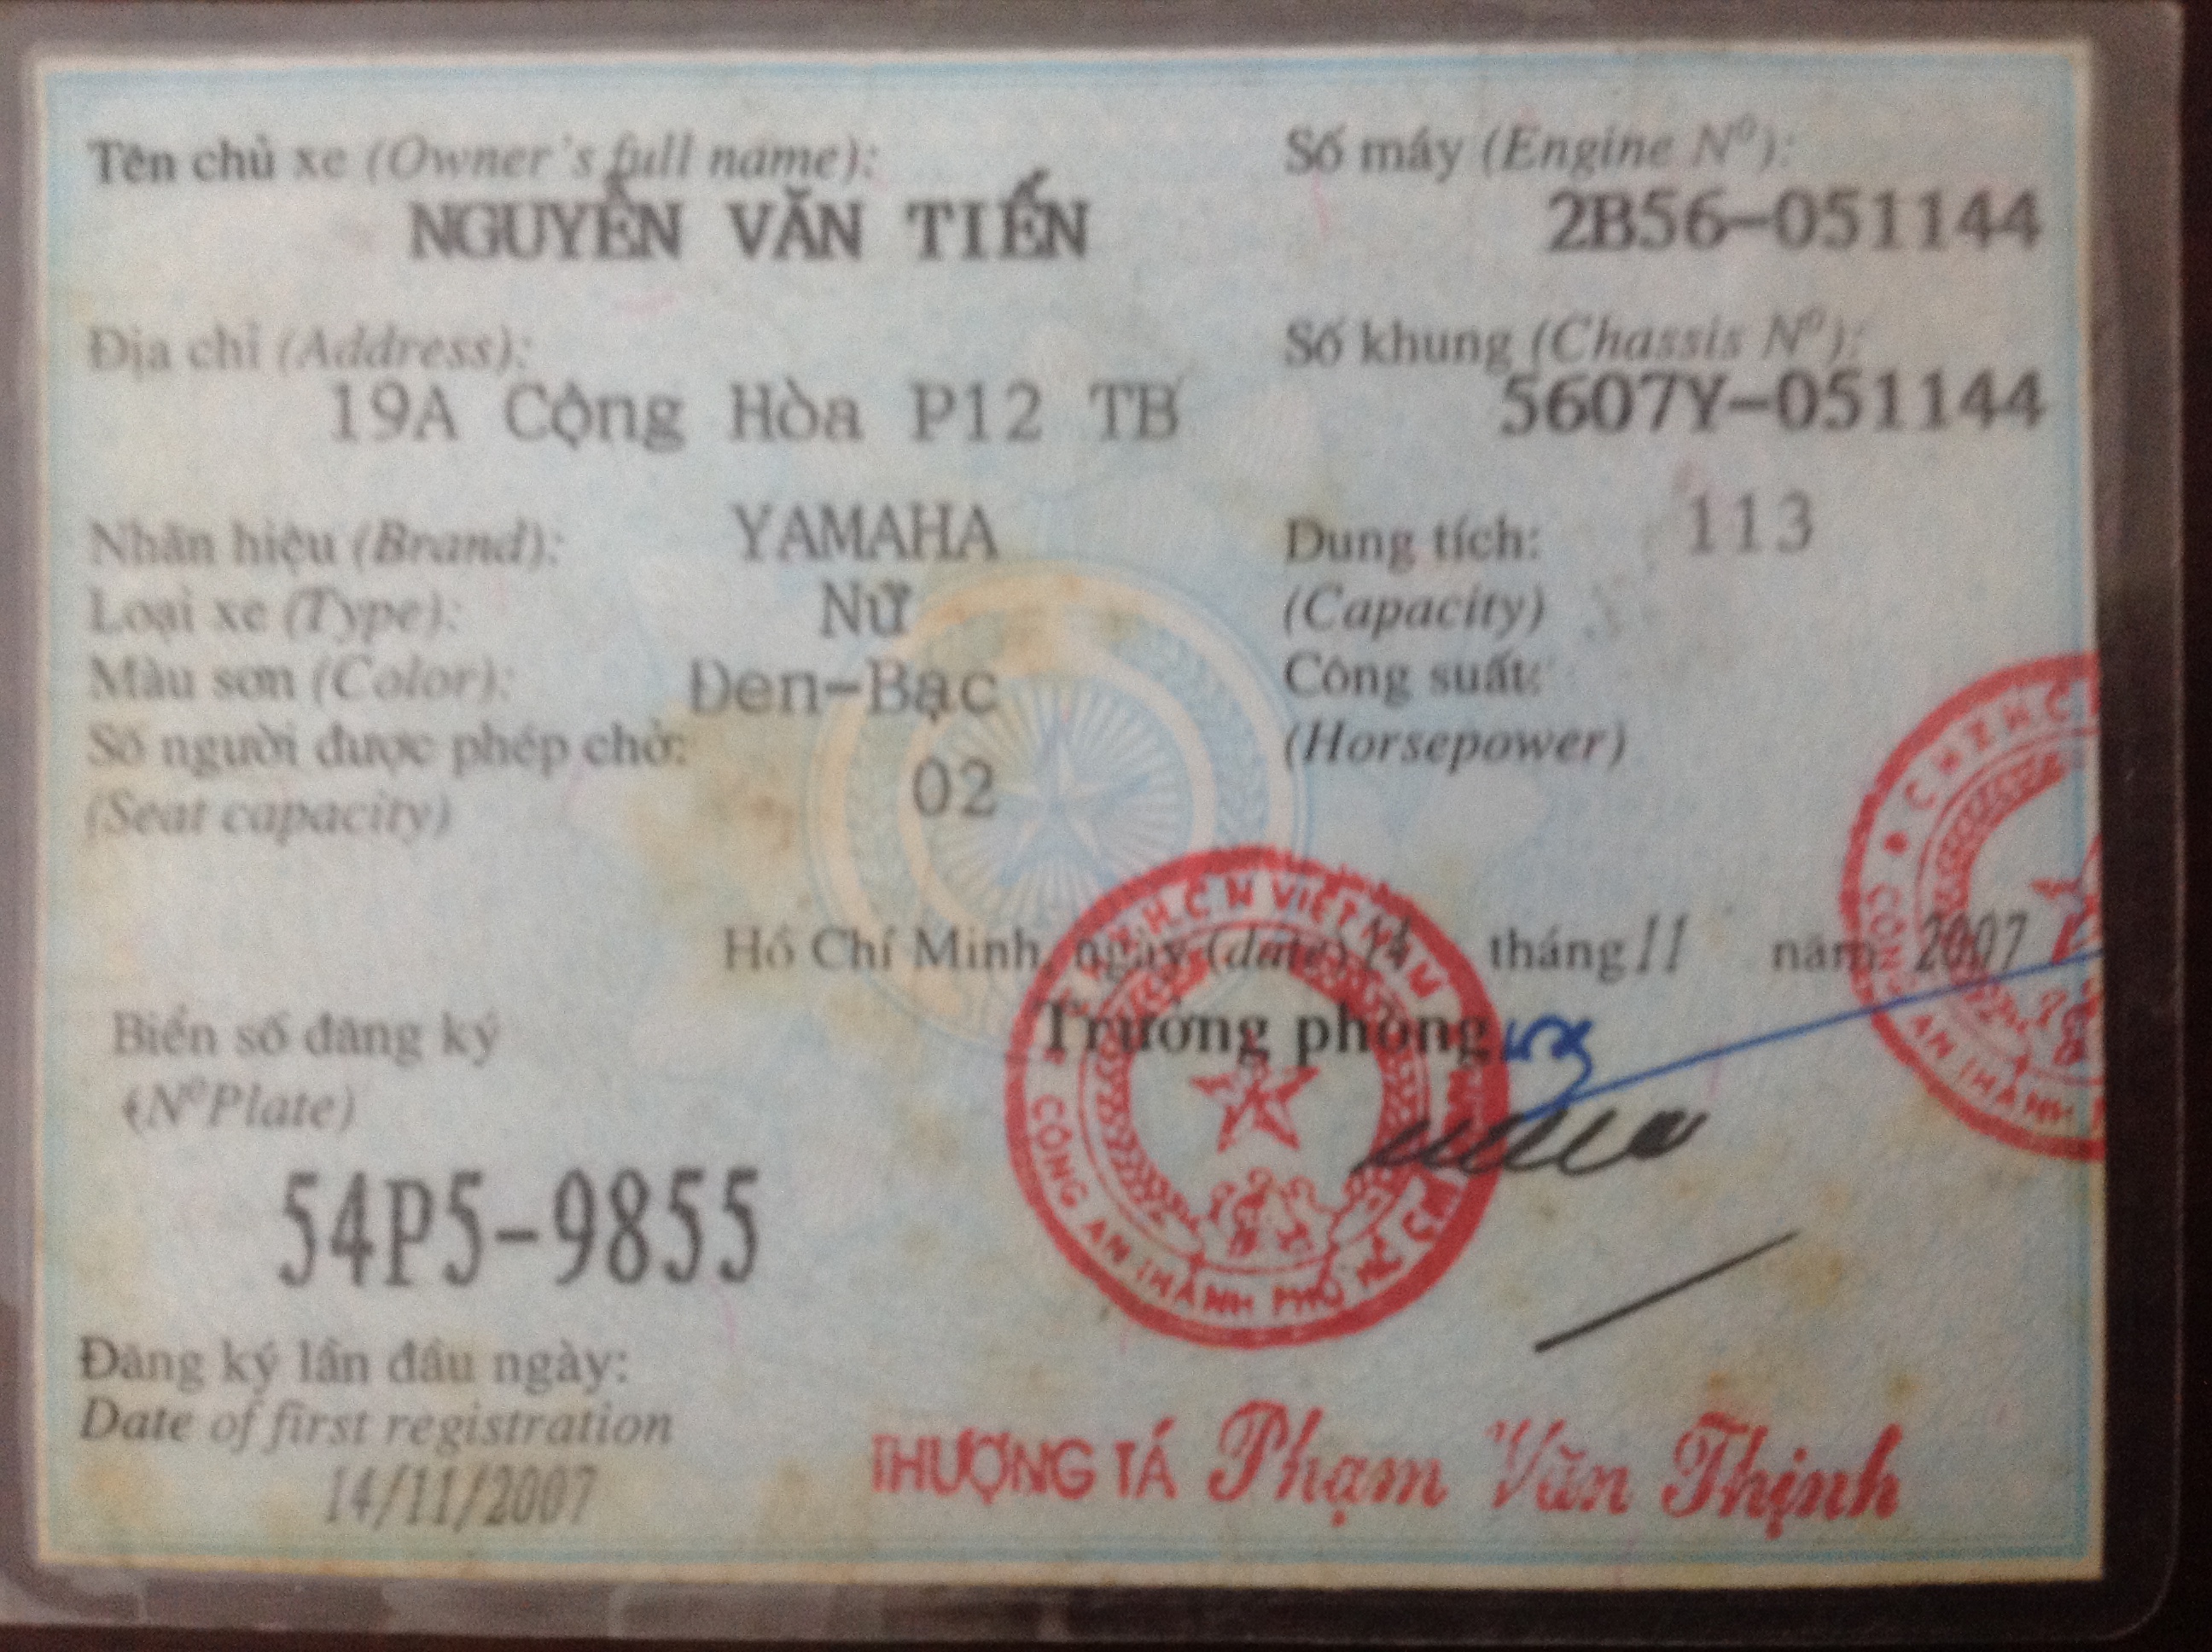 Tên chủ xe (Owner's full name):
NGUYỄN VĂN TIẾN
Địa chỉ (Address):
19A Cộng Hòa P12 TB
Nhãn hiệu (Brand): YAMAHA
Loại xe (Type): Nữ
Màu sơn (Color): Đen-Bạc
Số người được phép chở: 02
(Seat capacity)
Số máy (Engine Nº):
2B56-051144
Số khung (Chassis Nº):
5607Y-051144
Dung tích: 113
(Capacity)
Công suất:
(Horsepower)
Hồ Chí Minh, ngày (date) 14 tháng 11 năm 2007
Trưởng phòng
Biển số đăng ký
(NºPlate)
54P5-9855
Đăng ký lần đầu ngày:
Date of first registration
14/11/2007
C.H.C.N VIỆT NAM
CÔNG AN THÀNH PHỐ HỒ CHÍ
THƯỢNG TÁ Phạm Văn Thịnh